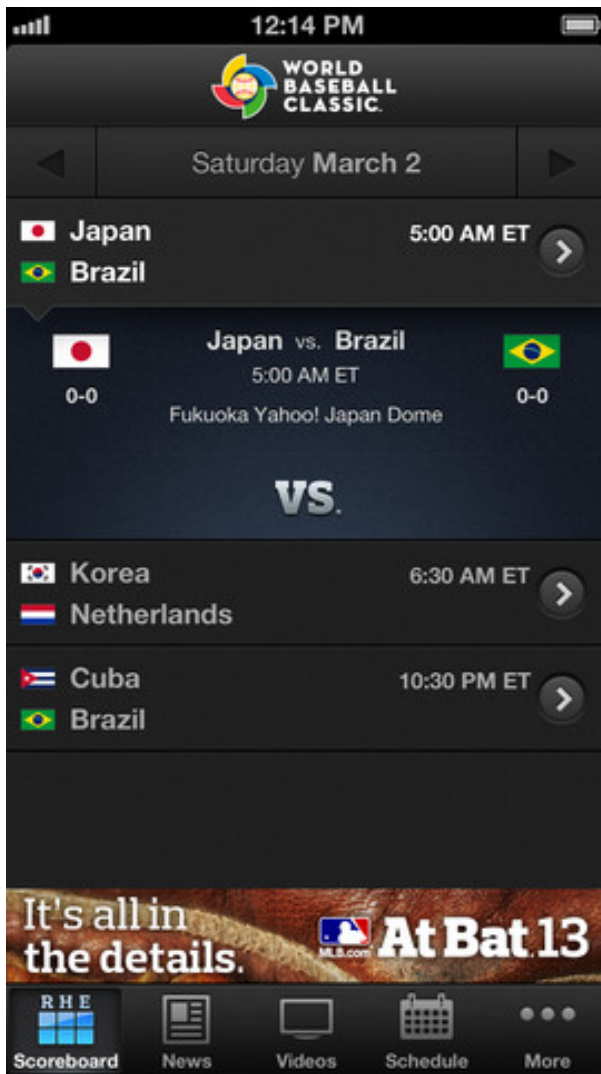 12:14 PM
WORLD
BASEBALL
CLASSIC.
Saturday March 2
Japan 5:00 AM ET
Brazil
Japan vs. Brazil
5:00 AM ET
0-0 0-0
Fukuoka Yahoo! Japan Dome
VS.
Korea 6:30 AM ET
Netherlands
Cuba 10:30 PM ET
Brazil
It's all in
the details.
MLB.com At Bat.13
R H E
Scoreboard News Videos Schedule More